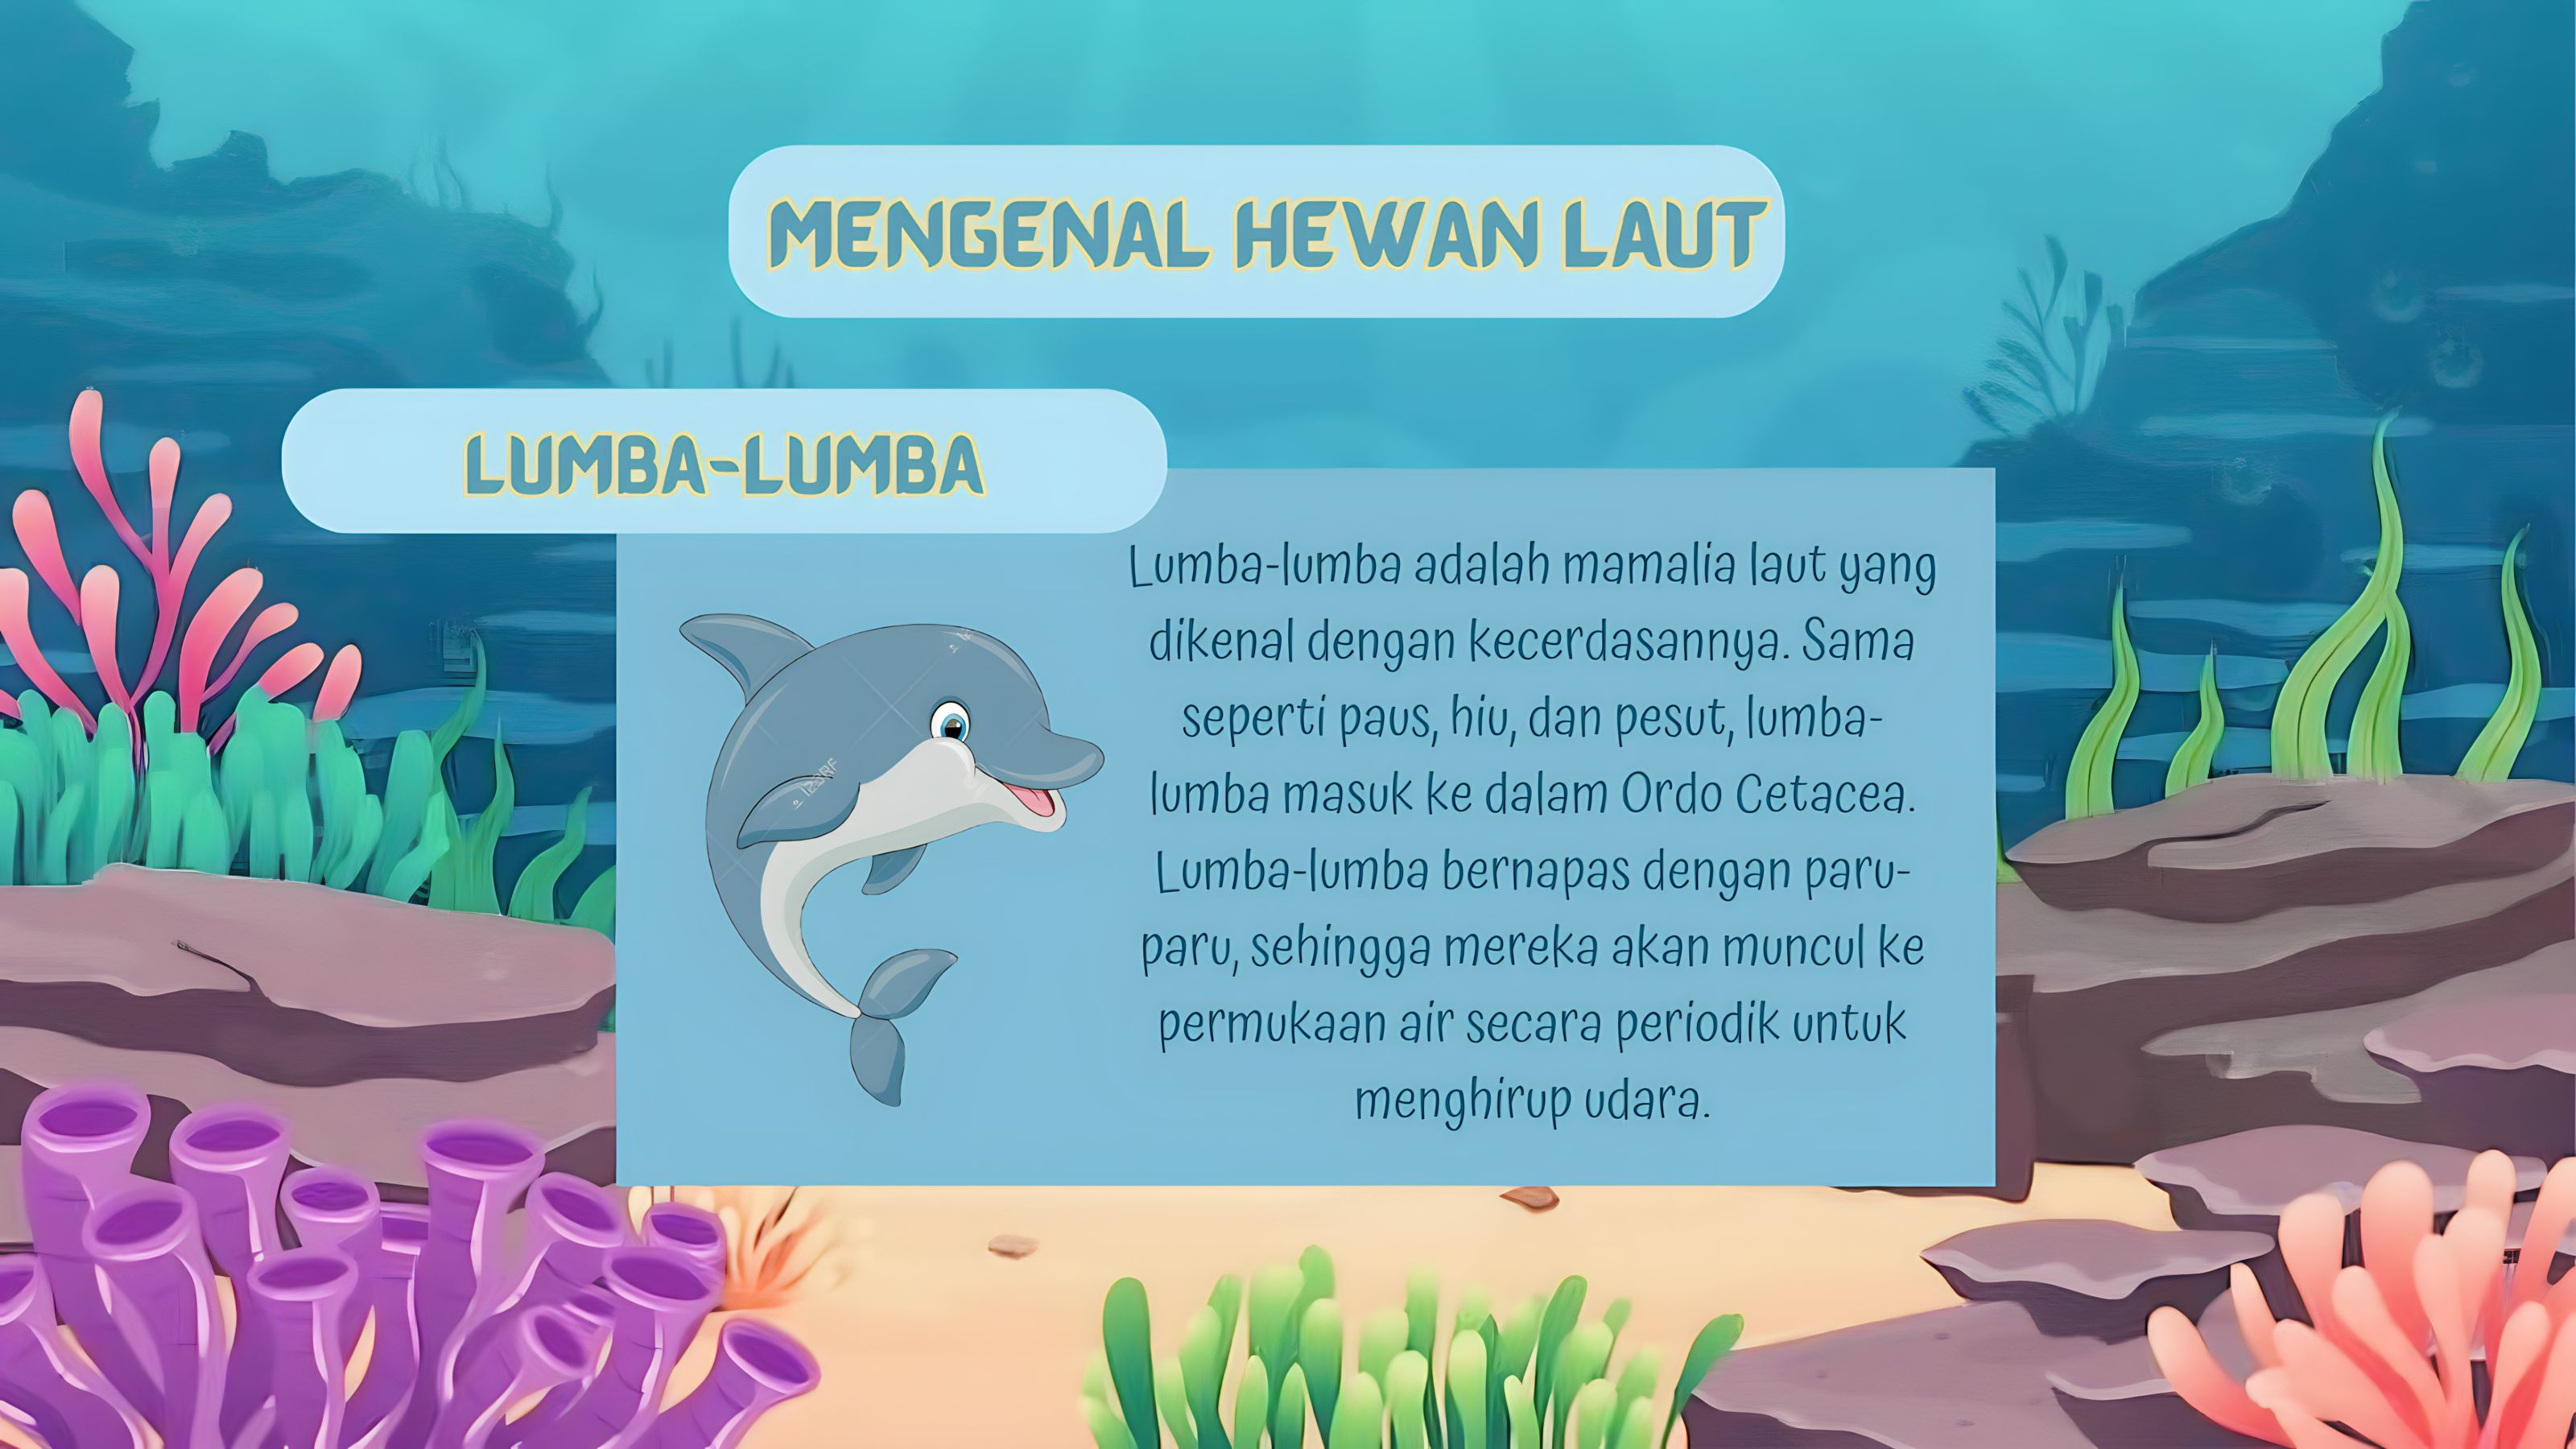 MENGENAL HEWAN LAUT
LUMBA-LUMBA
Lumba-lumba adalah mamalia laut yang
dikenal dengan kecerdasannya. Sama
seperti paus, hiu, dan pesut, lumba-
lumba masuk ke dalam Ordo Cetacea.
Lumba-lumba bernapas dengan paru-
paru, sehingga mereka akan muncul ke
permukaan air secara periodik untuk
menghirup udara.
123RF